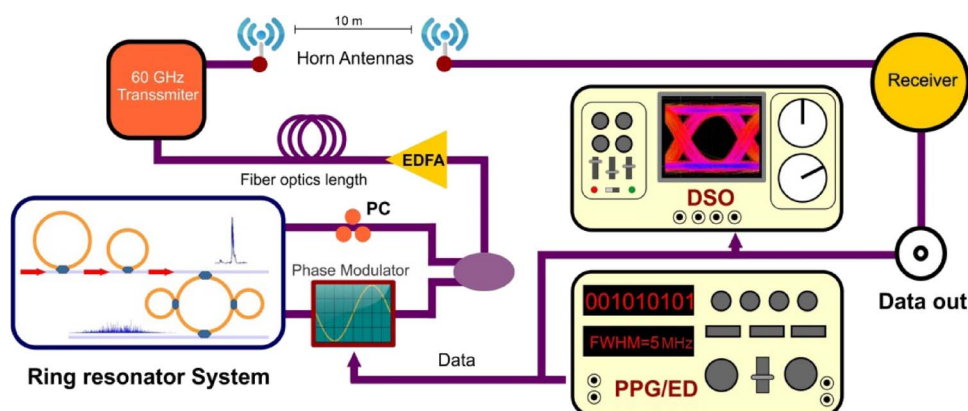 10 m
Horn Antennas
60 GHz
Transsmiter
Receiver
EDFA
Fiber optics length
DSO
PC
Phase Modulator
001010101
FWHM=5 MHz
Data out
Data
PPG/ED
Ring resonator System